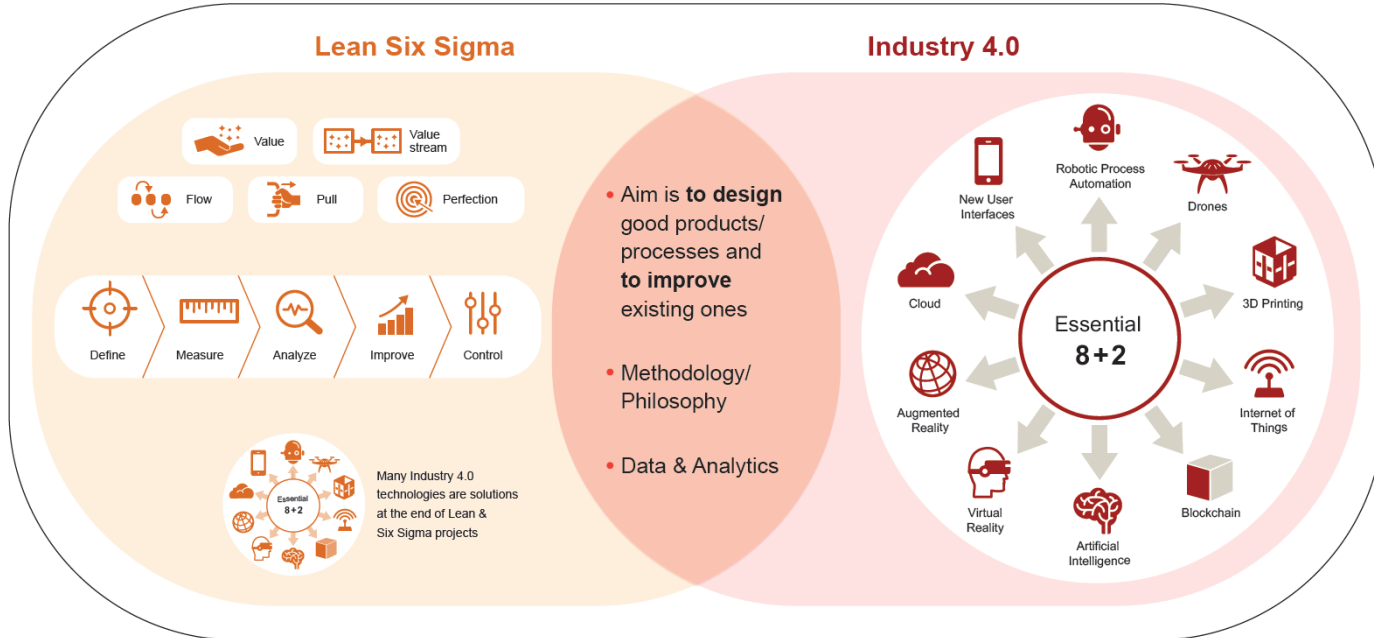 Lean Six Sigma
Value
Value
stream
Flow
Pull
Perfection
Define
Measure
Analyze
Improve
Control
Essential
8+2
Many Industry 4.0
technologies are solutions
at the end of Lean &
Six Sigma projects
• Aim is to design
good products/
processes and
to improve
existing ones
• Methodology/
Philosophy
• Data & Analytics
Industry 4.0
Robotic Process
Automation
New User
Interfaces
Drones
Cloud
3D Printing
Essential
8+2
Augmented
Reality
Internet of
Things
Virtual
Reality
Blockchain
Artificial
Intelligence